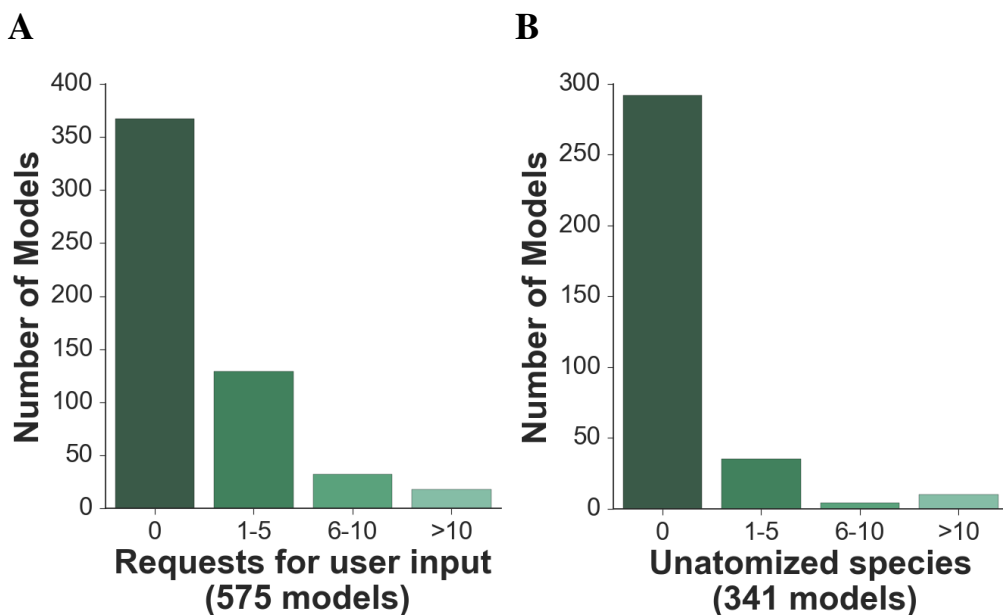 A
Number of Models
400
350
300
250
200
150
100
50
0
0 1-5 6-10 >10
Requests for user input
(575 models)
B
Number of Models
300
250
200
150
100
50
0
0 1-5 6-10 >10
Unatomized species
(341 models)